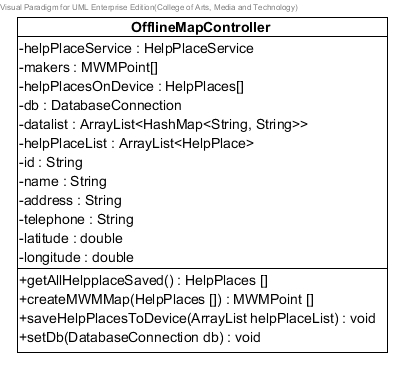 Visual Paradigm for UML Enterprise Edition(College of Arts, Media and Technology)
OfflineMapController
-helpPlaceService : HelpPlaceService
-makers : MWMPoint[]
-helpPlacesOnDevice : HelpPlaces[]
-db : DatabaseConnection
-datalist : ArrayList<HashMap<String, String>>
-helpPlaceList : ArrayList<HelpPlace>
-id : String
-name : String
-address : String
-telephone : String
-latitude : double
-longitude : double
+getAllHelpplaceSaved() : HelpPlaces []
+createMWMMap(HelpPlaces []) : MWMPoint []
+saveHelpPlacesToDevice(ArrayList helpPlaceList) : void
+setDb(DatabaseConnection db) : void